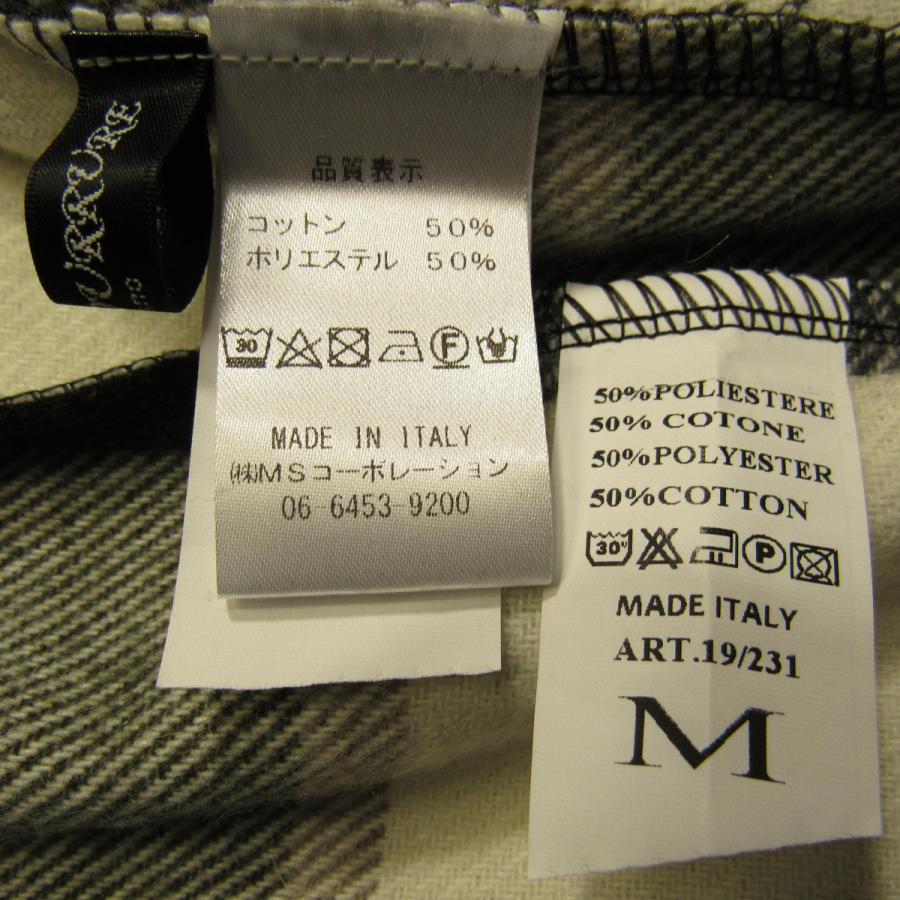 品質表示
コットン 50%
ポリエステル 50%
30
F
MADE IN ITALY
㈱MSコーポレーション
06-6453-9200
50%POLIESTERE
50% COTONE
50%POLYESTER
50%COTTON
30°
P
MADE ITALY
ART.19/231
M